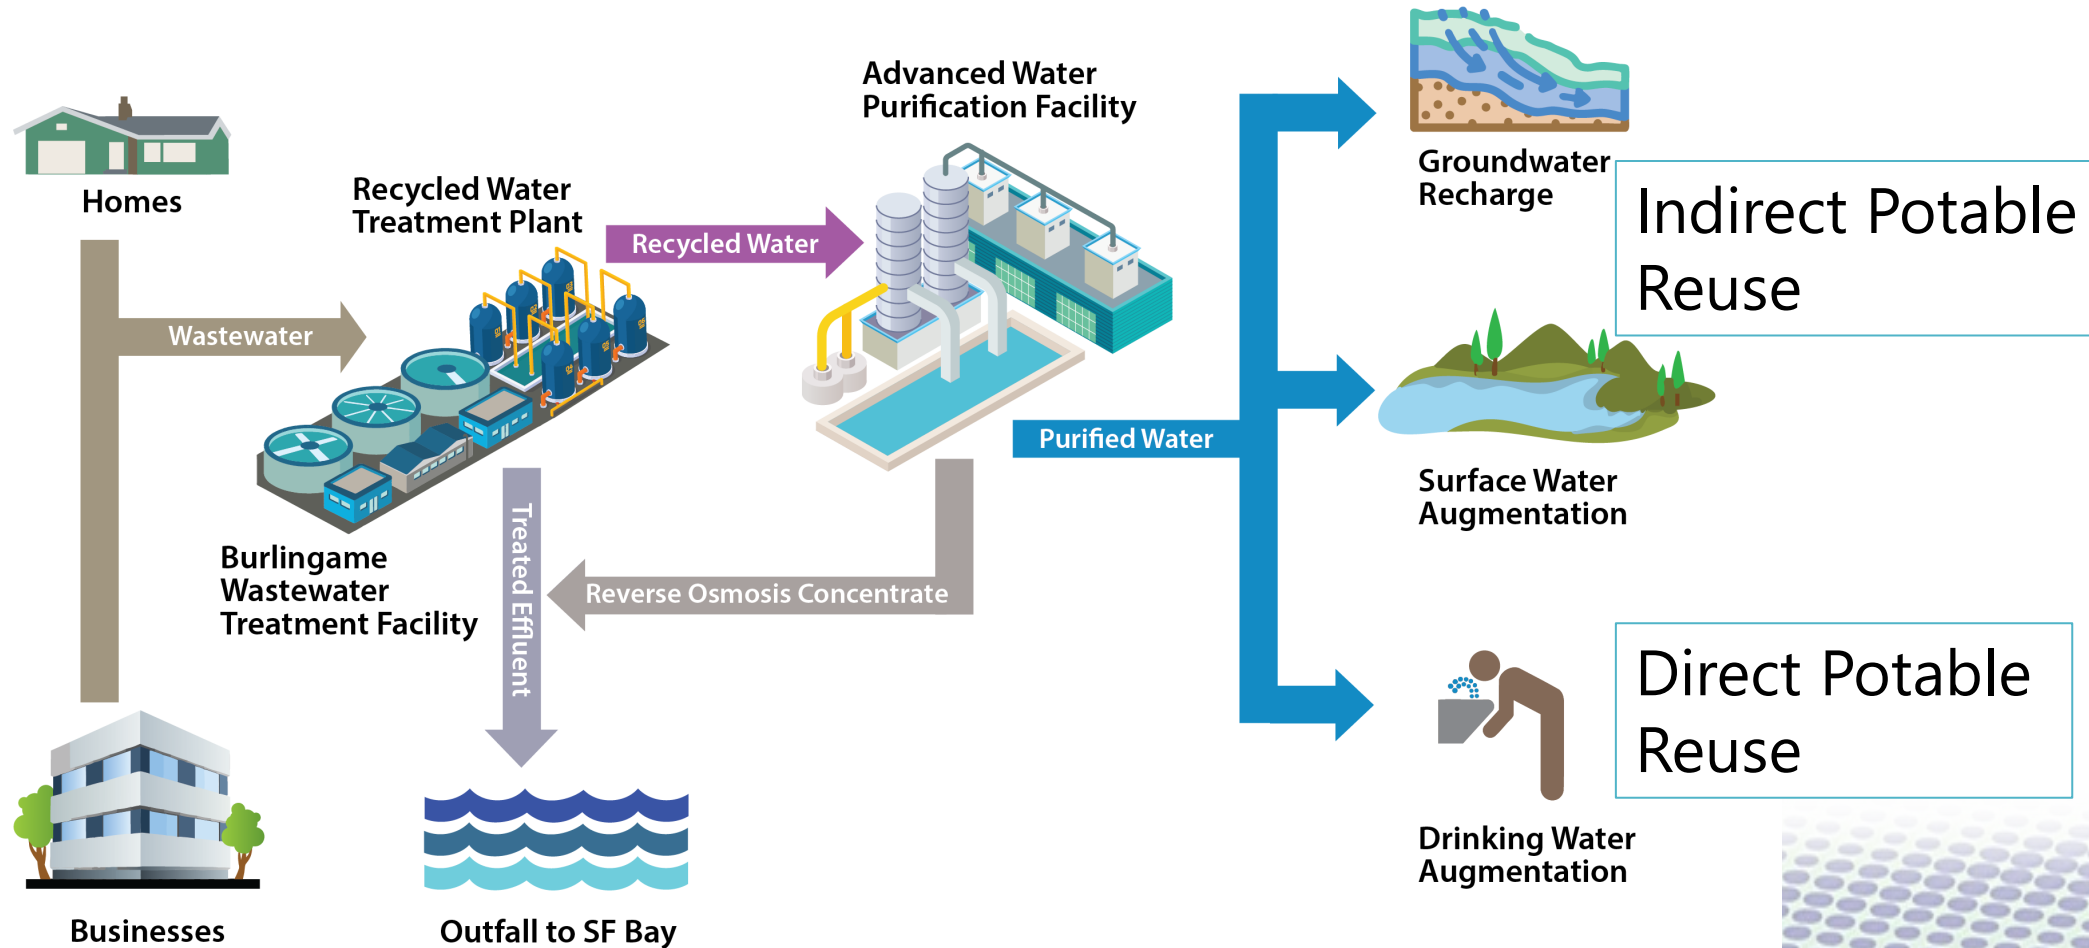 Homes
Wastewater
Businesses
Recycled Water
Treatment Plant
Burlingame
Wastewater
Treatment Facility
Treated Effluent
Outfall to SF Bay
Recycled Water
Advanced Water
Purification Facility
Reverse Osmosis Concentrate
Purified Water
Groundwater
Recharge
Indirect Potable
Reuse
Surface Water
Augmentation
Direct Potable
Reuse
Drinking Water
Augmentation